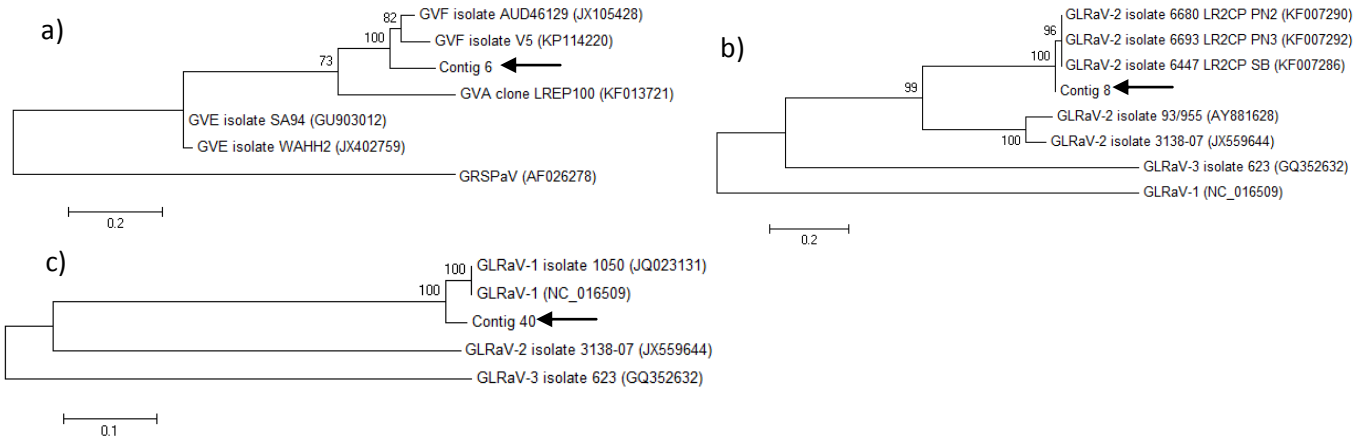 a)
GVF isolate AUD46129 (JX105428)
82
GVF isolate V5 (KP114220)
100
Contig 6
73
GVA clone LREP100 (KF013721)
GVE isolate SA94 (GU903012)
GVE isolate WAHH2 (JX402759)
GRSPaV (AF026278)
0.2
b)
GLRaV-2 isolate 6680 LR2CP PN2 (KF007290)
96
GLRaV-2 isolate 6693 LR2CP PN3 (KF007292)
100
GLRaV-2 isolate 6447 LR2CP SB (KF007286)
Contig 8
99
GLRaV-2 isolate 93/955 (AY881628)
100
GLRaV-2 isolate 3138-07 (JX559644)
GLRaV-3 isolate 623 (GQ352632)
GLRaV-1 (NC_016509)
0.2
c)
GLRaV-1 isolate 1050 (JQ023131)
100
GLRaV-1 (NC_016509)
100
Contig 40
GLRaV-2 isolate 3138-07 (JX559644)
GLRaV-3 isolate 623 (GQ352632)
0.1